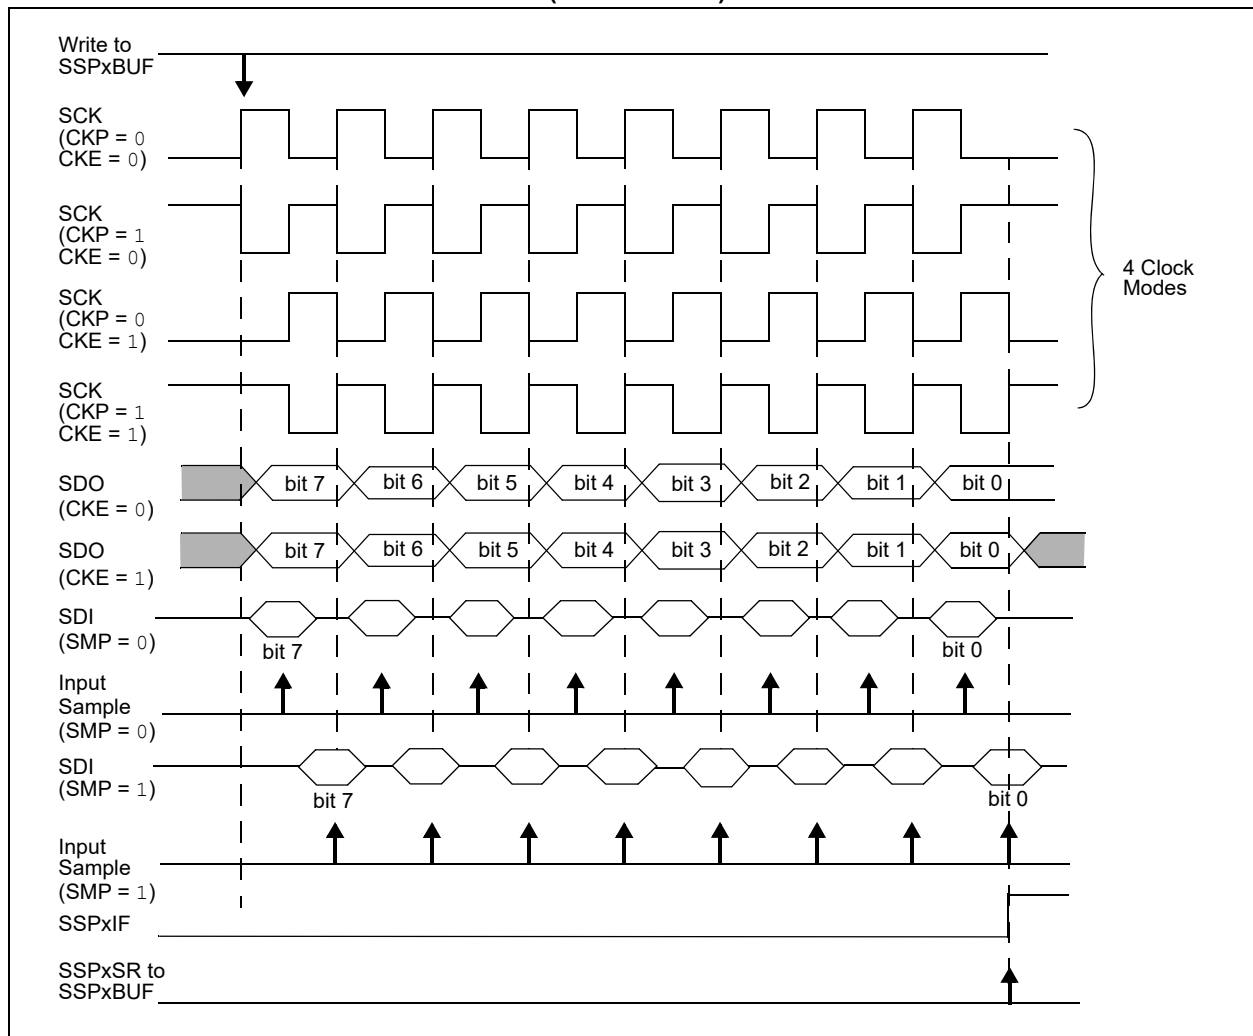 Write to
SSPxBUF
SCK
(CKP = 0
CKE = 0)
SCK
(CKP = 1
CKE = 0)
4 Clock
Modes
SCK
(CKP = 0
CKE = 1)
SCK
(CKP = 1
CKE = 1)
SDO
(CKE = 0)
bit 7 bit 6 bit 5 bit 4 bit 3 bit 2 bit 1 bit 0
SDO
(CKE = 1)
bit 7 bit 6 bit 5 bit 4 bit 3 bit 2 bit 1 bit 0
SDI
(SMP = 0)
bit 7 bit 0
Input
Sample
(SMP = 0)
SDI
(SMP = 1)
bit 7 bit 0
Input
Sample
(SMP = 1)
SSPxIF
SSPxSR to
SSPxBUF